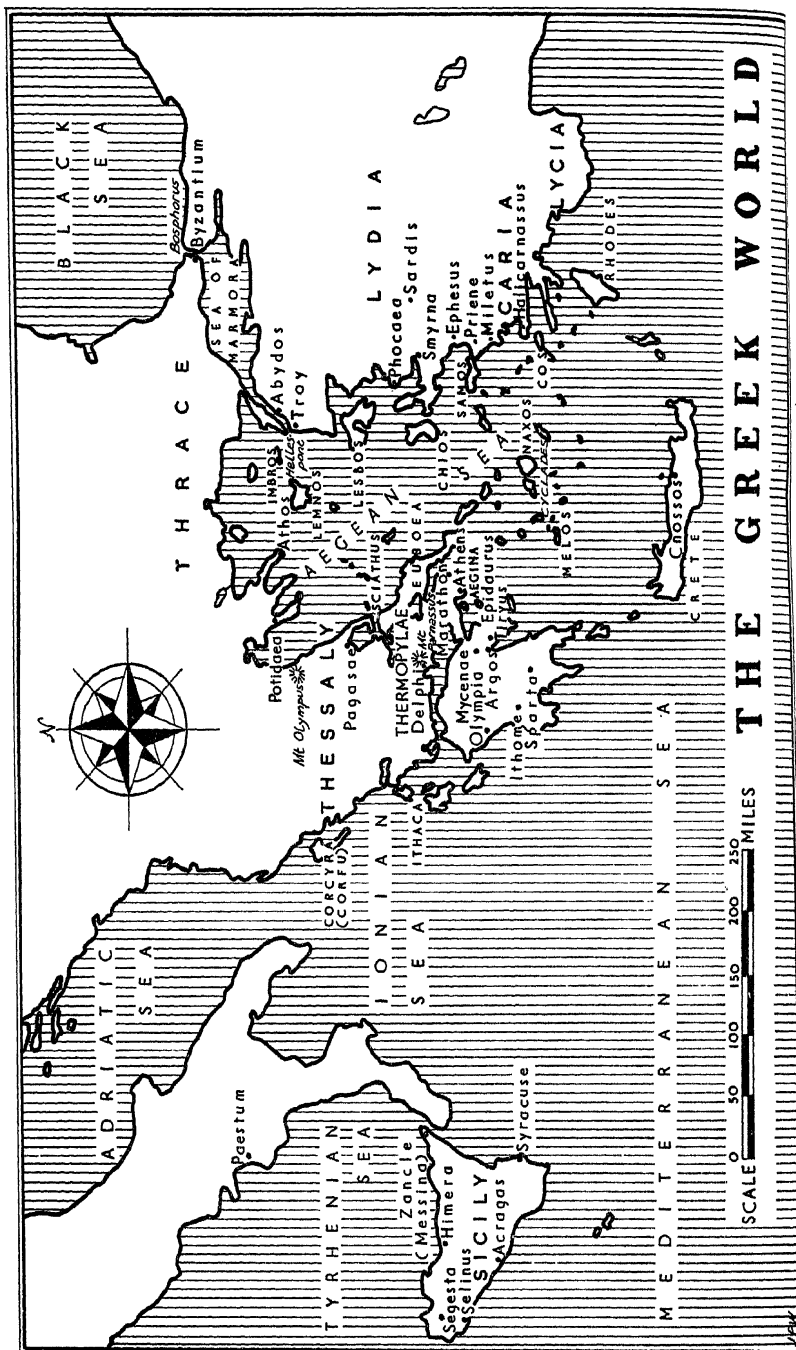 N
BLACK
SEA
Bosphorus
Byzantium
SEA OF
MARMORA
THRACE
ADRIATIC
SEA
Abydos
Troy
IMBROS
Helles
pont
Athos
LEMNOS
Potidaea
Mt Olympus
THESSALY
Pagasae
AEGEAN
SEA
LESBOS
LYDIA
Phocaea
Sardis
Smyrna
CHIOS
Ephesus
SAMOS
Priene
Miletus
CARIA
Halicarnassus
LYCIA
RHODES
COS
NAXOS
CYCLADES
MELOS
SCIATHUS
EUBOEA
THERMOPYLAE
Delphi
Mt
Parnassus
Marathon
Athens
AEGINA
Epidaurus
Tiryus
Mycenae
Olympia
Argos
Ithome
Sparta
CORCYRA
(CORFU)
IONIAN
SEA
ITHACA
Paestum
TYRHENIAN
SEA
Zancle
(Messina)
Himera
Segesta
Selinus
SICILY
Acragas
Syracuse
Cnossos
CRETE
MEDITERRANEAN SEA
SCALE 0 50 100 150 200 250 MILES
THE GREEK WORLD